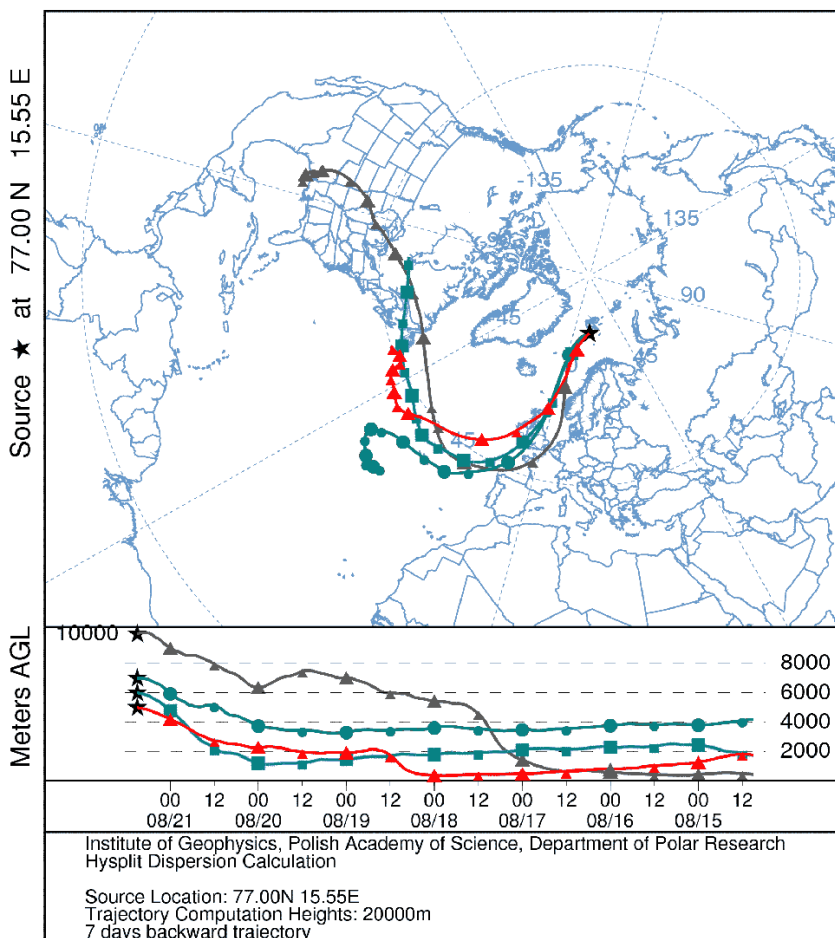 Source ★ at 77.00 N 15.55 E
-135
135
90
45
-45
45
Meters AGL
10000
8000
6000
4000
2000
00 12 00 12 00 12 00 12 00 12 00 12 00 12
08/21 08/20 08/19 08/18 08/17 08/16 08/15
Institute of Geophysics, Polish Academy of Science, Department of Polar Research
Hysplit Dispersion Calculation
Source Location: 77.00N 15.55E
Trajectory Computation Heights: 20000m
7 days backward trajectory